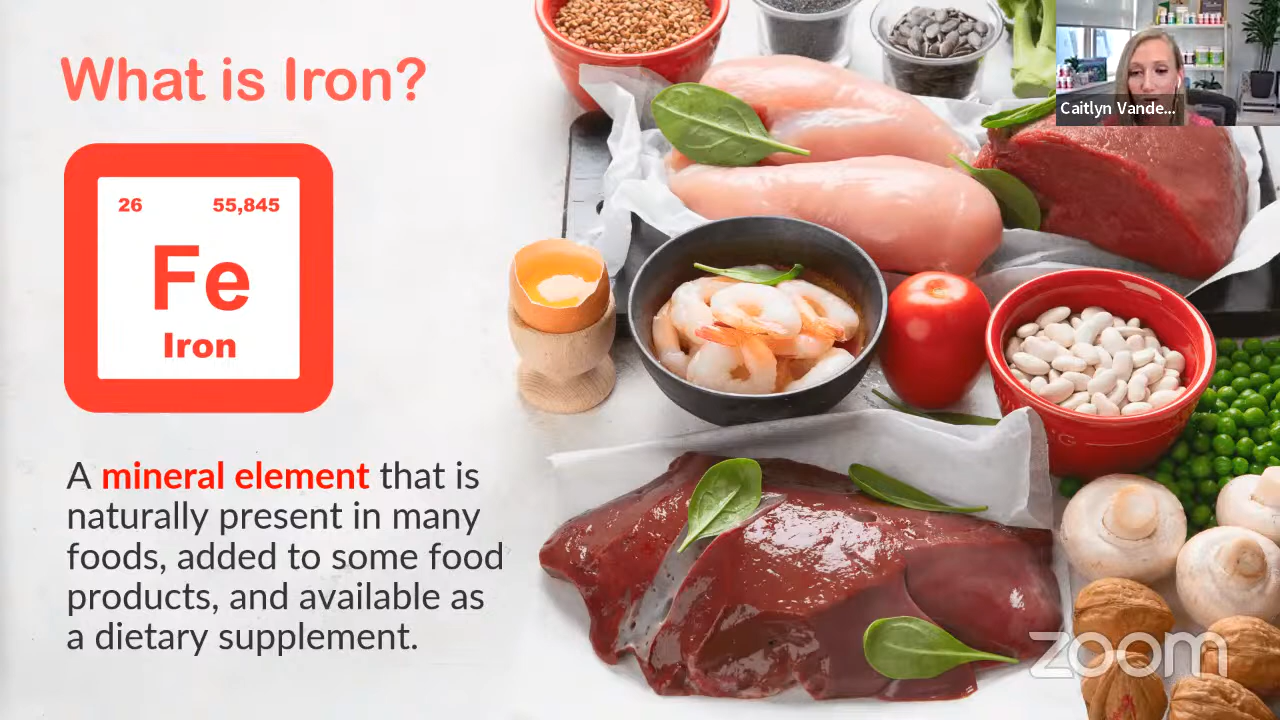 What is Iron?
26 55,845
Fe
Iron
A mineral element that is
naturally present in many
foods, added to some food
products, and available as
a dietary supplement.
Caitlyn Vande...
zoom